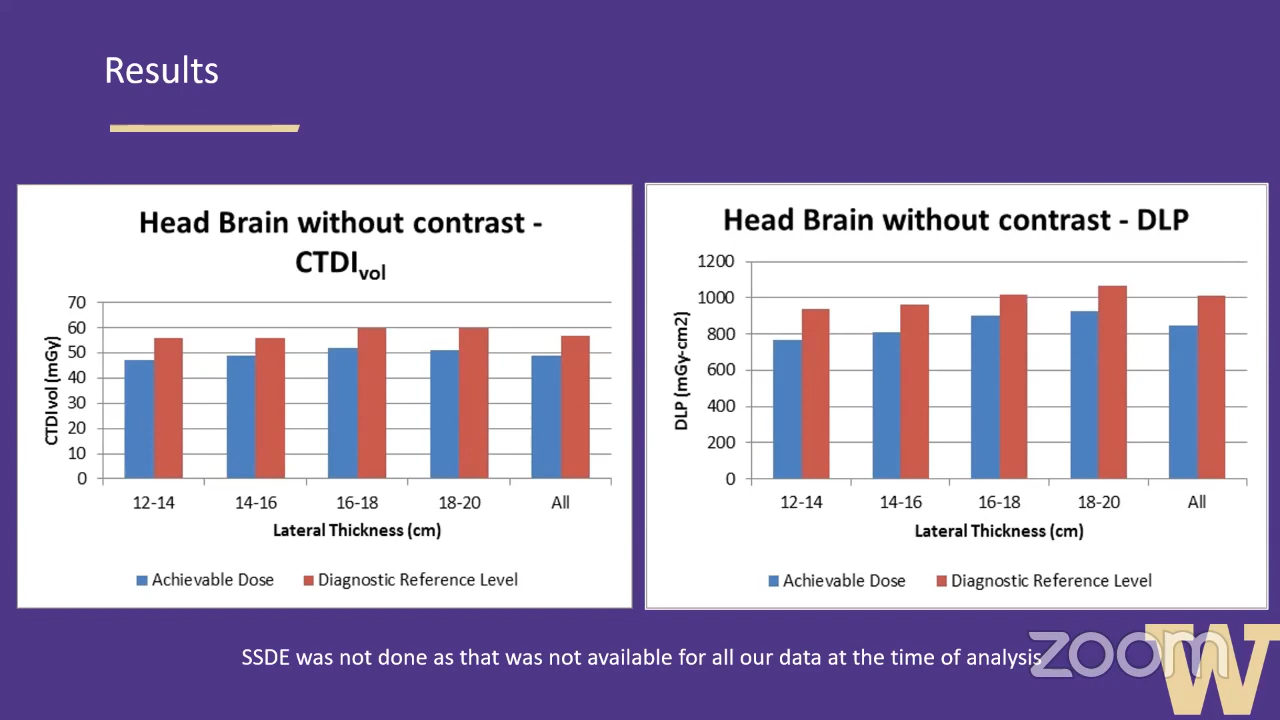 Results
Head Brain without contrast -
CTDIvol
70
60
50
40
30
20
10
0
CTDIvol (mGy)
12-14 14-16 16-18 18-20 All
Lateral Thickness (cm)
Achievable Dose Diagnostic Reference Level
Head Brain without contrast - DLP
1200
1000
800
600
400
200
0
DLP (mGy-cm2)
12-14 14-16 16-18 18-20 All
Lateral Thickness (cm)
Achievable Dose Diagnostic Reference Level
SSDE was not done as that was not available for all our data at the time of analysis
zoom
W